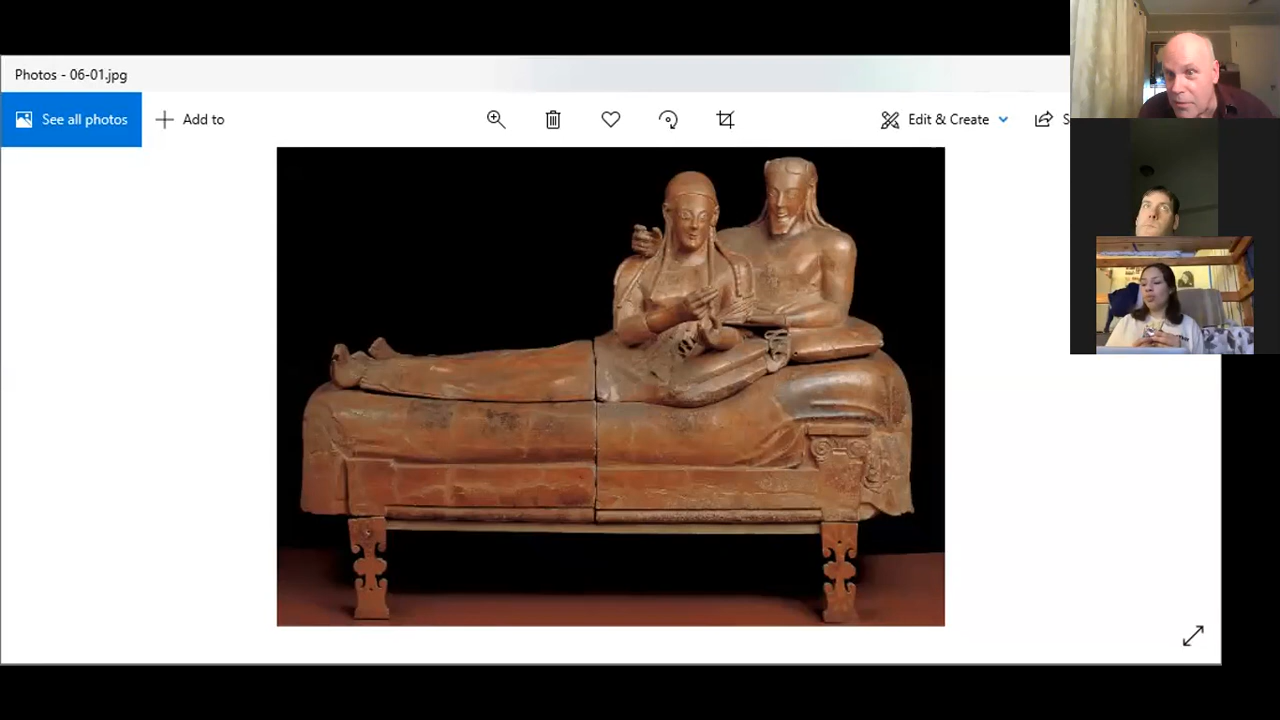 Photos - 06-01.jpg
See all photos
Add to
Edit & Create
S